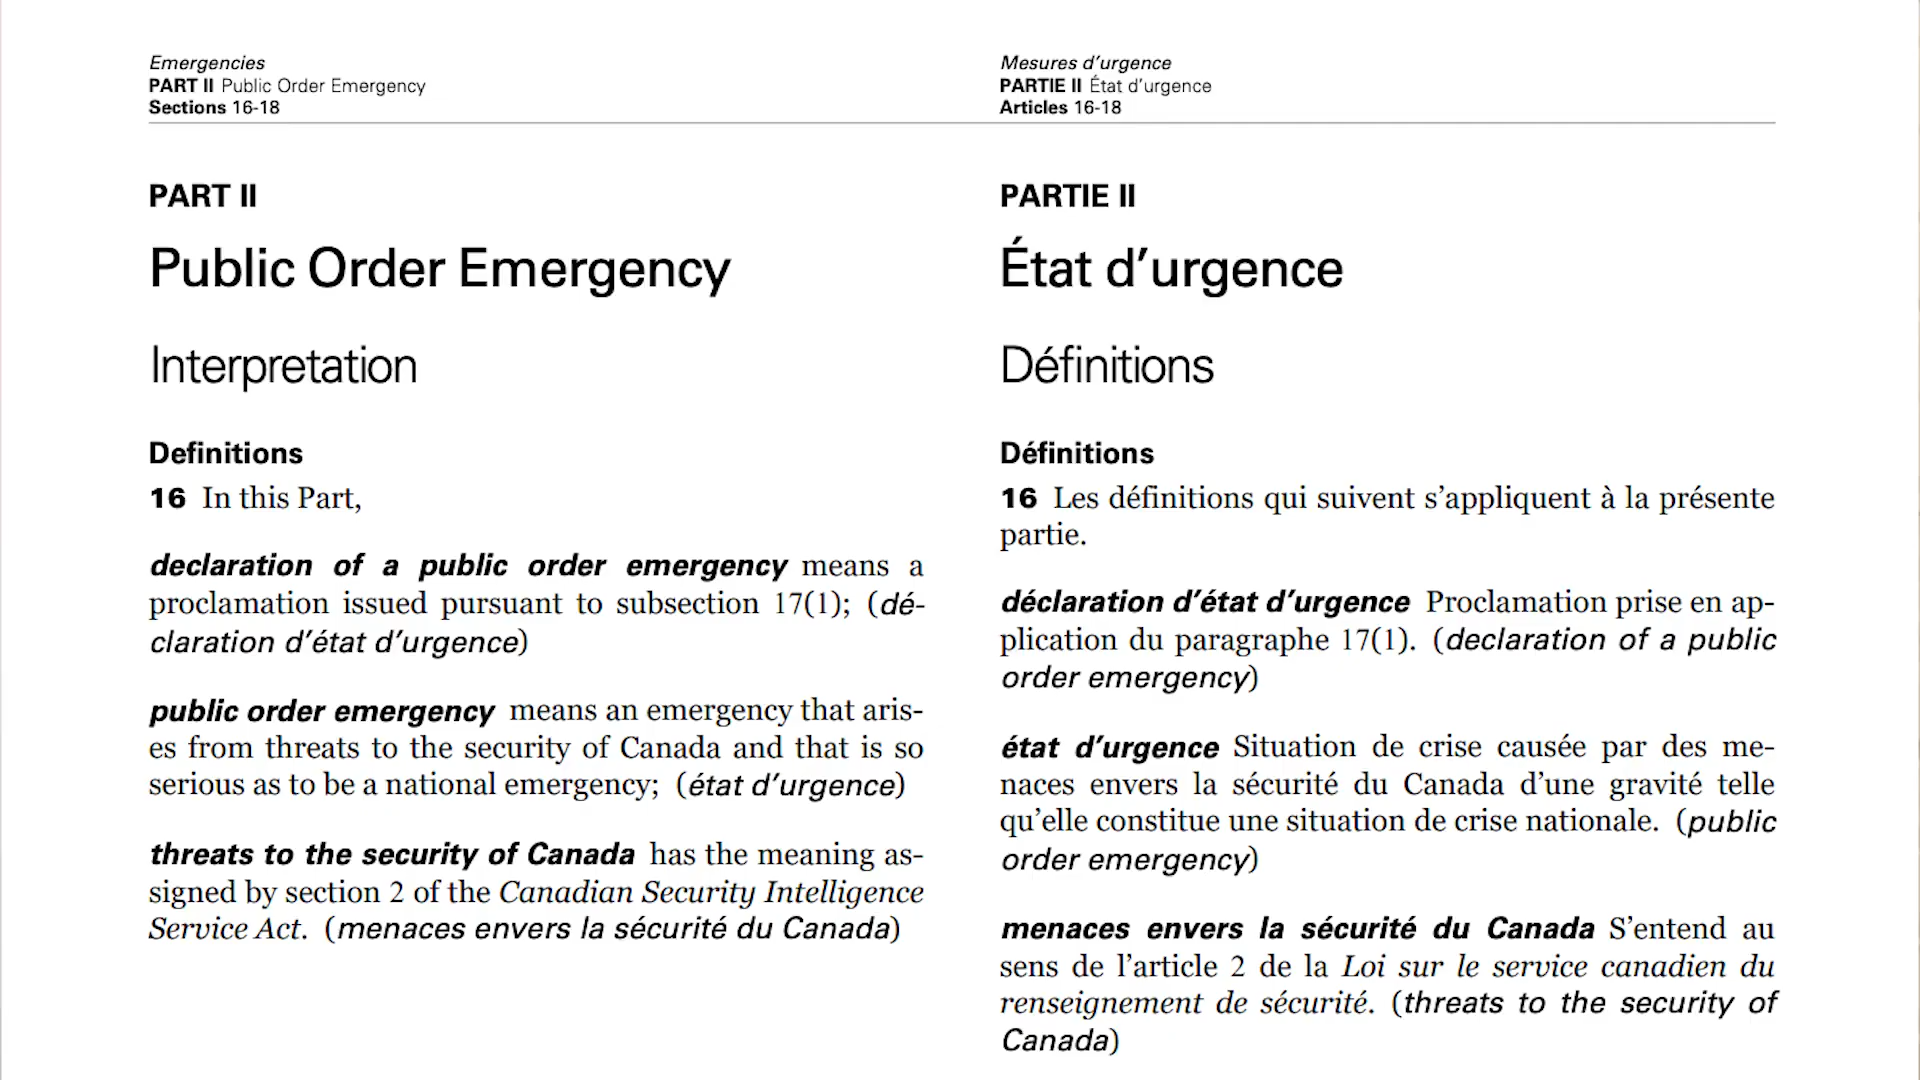 Emergencies
PART II Public Order Emergency
Sections 16-18
Mesures d’urgence
PARTIE II État d’urgence
Articles 16-18
PART II
Public Order Emergency
Interpretation
Definitions
16 In this Part,
declaration of a public order emergency means a
proclamation issued pursuant to subsection 17(1); (dé-
claration d’état d’urgence)
public order emergency means an emergency that aris-
es from threats to the security of Canada and that is so
serious as to be a national emergency; (état d’urgence)
threats to the security of Canada has the meaning as-
signed by section 2 of the Canadian Security Intelligence
Service Act. (menaces envers la sécurité du Canada)
PARTIE II
État d’urgence
Définitions
Définitions
16 Les définitions qui suivent s’appliquent à la présente
partie.
déclaration d’état d’urgence Proclamation prise en ap-
plication du paragraphe 17(1). (declaration of a public
order emergency)
état d’urgence Situation de crise causée par des me-
naces envers la sécurité du Canada d’une gravité telle
qu’elle constitue une situation de crise nationale. (public
order emergency)
menaces envers la sécurité du Canada S’entend au
sens de l’article 2 de la Loi sur le service canadien du
renseignement de sécurité. (threats to the security of
Canada)